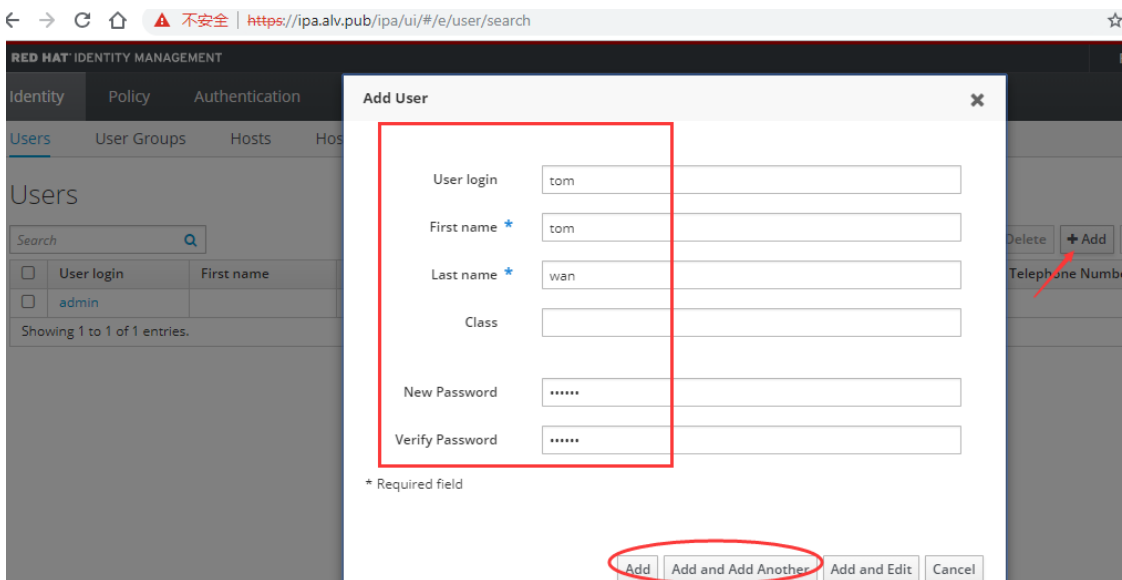 不安全 https://ipa.alv.pub/ipa/ui/#/e/user/search
RED HAT IDENTITY MANAGEMENT
Identity Policy Authentication
Users User Groups Hosts Hos
Users
Search
Delete + Add
User login First name Telephone Numbe
admin
Showing 1 to 1 of 1 entries.
Add User
User login tom
First name * tom
Last name * wan
Class
New Password ••••••
Verify Password ••••••
* Required field
Add Add and Add Another Add and Edit Cancel